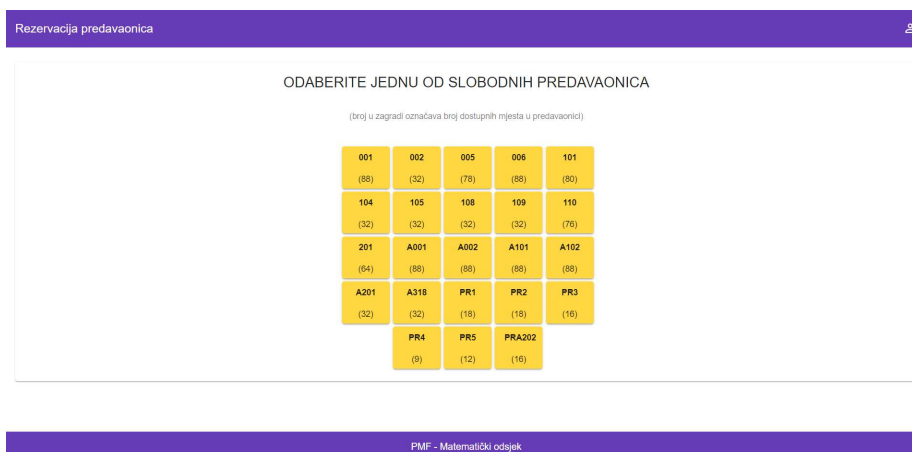 Rezervacija predavaonica
ODABERITE JEDNU OD SLOBODNIH PREDAVAONICA
(broj u zagradi označava broj dostupnih mjesta u predavaonici)
001 002 005 006 101
(88) (32) (78) (88) (80)
104 105 108 109 110
(32) (32) (32) (32) (76)
201 A001 A002 A101 A102
(64) (88) (88) (88) (88)
A201 A318 PR1 PR2 PR3
(32) (32) (18) (18) (16)
PR4 PR5 PRA202
(9) (12) (16)
PMF - Matematički odsjek